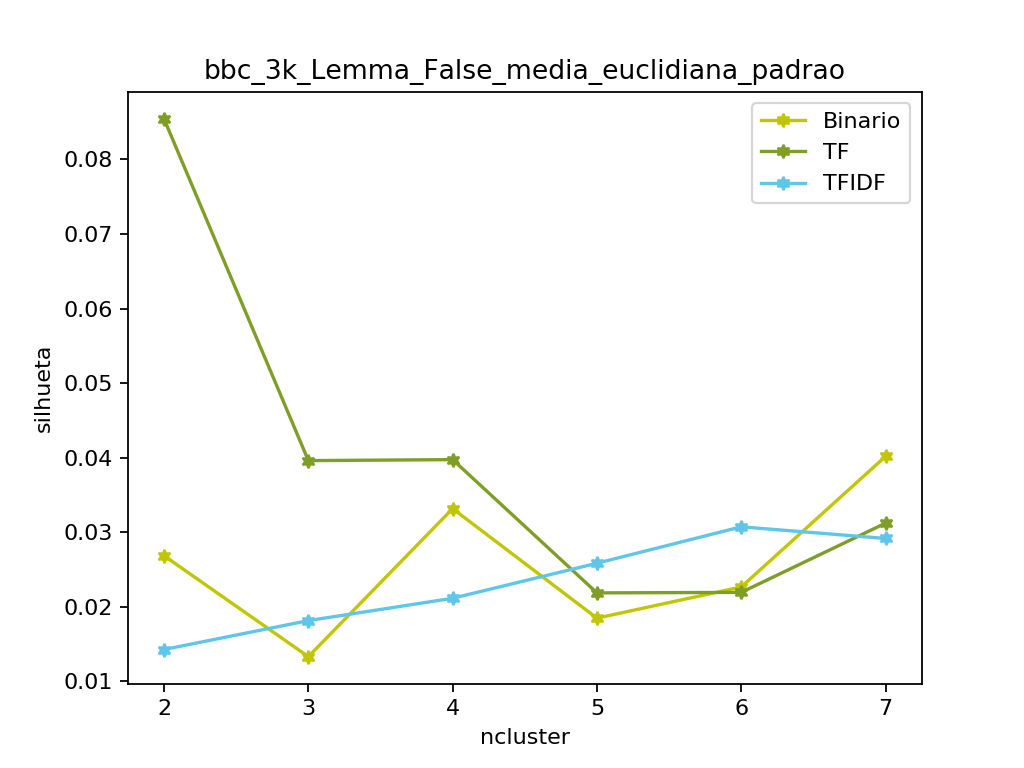 bbc_3k_Lemma_False_media_euclidiana_padrao
Binario
TF
TFIDF
0.08
0.07
0.06
0.05
0.04
0.03
0.02
0.01
silhueta
2 3 4 5 6 7
ncluster